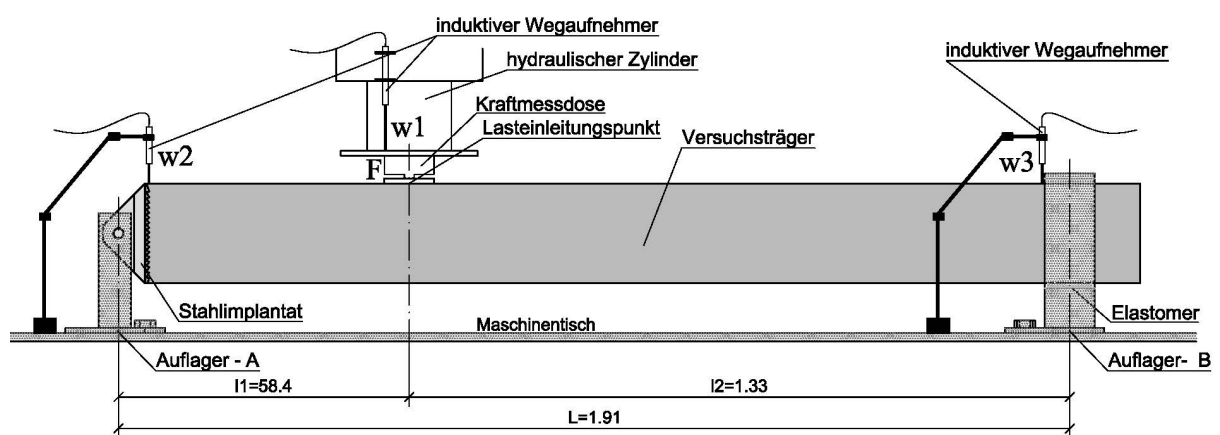 induktiver Wegaufnehmer
induktiver Wegaufnehmer
hydraulischer Zylinder
Kraftmessdose
w1
Lasteinleitungspunkt
w2
Versuchsträger
w3
F
Stahlimplantat
Elastomer
Maschinentisch
Auflager - A
Auflager- B
l1=58.4
l2=1.33
L=1.91